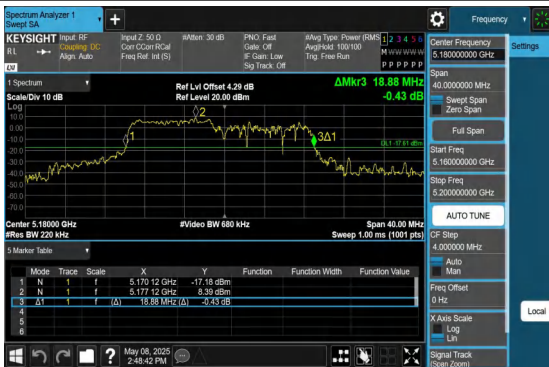 Spectrum Analyzer 1
Swept SA
Frequency
KEYSIGHT
RL
Input: RF
Coupling: DC
Align: Auto
Input Z: 50 Ω
Corr CCorr RCal
Freq Ref: Int (S)
#Atten: 30 dB
PNO: Fast
Gate: Off
IF Gain: Low
Sig Track: Off
#Avg Type: Power (RMS
Avg|Hold: 100/100
Trig: Free Run
1 2 3 4 5 6
M W W W W W
P P P P P P
LXI
1 Spectrum
Scale/Div 10 dB
Ref Lvl Offset 4.29 dB
Ref Level 20.00 dBm
ΔMkr3 18.88 MHz
-0.43 dB
Log
10.0
0.00
-10.0
-20.0
-30.0
-40.0
-50.0
-60.0
-70.0
1
2
3Δ1
DL1 -17.61 dBm
Center 5.18000 GHz
#Res BW 220 kHz
#Video BW 680 kHz
Span 40.00 MHz
Sweep 1.00 ms (1001 pts)
5 Marker Table
Mode Trace Scale X Y Function Function Width Function Value
1 N 1 f 5.170 12 GHz -17.18 dBm
2 N 1 f 5.177 12 GHz 8.39 dBm
3 Δ1 1 f (Δ) 18.88 MHz (Δ) -0.43 dB
4
5
6
?
May 08, 2025
2:48:42 PM
Center Frequency
5.180000000 GHz
Settings
Span
40.0000000 MHz
Swept Span
Zero Span
Full Span
Start Freq
5.160000000 GHz
Stop Freq
5.200000000 GHz
AUTO TUNE
CF Step
4.000000 MHz
Auto
Man
Freq Offset
0 Hz
X Axis Scale
Log
Lin
Local
Signal Track
(Span Zoom)